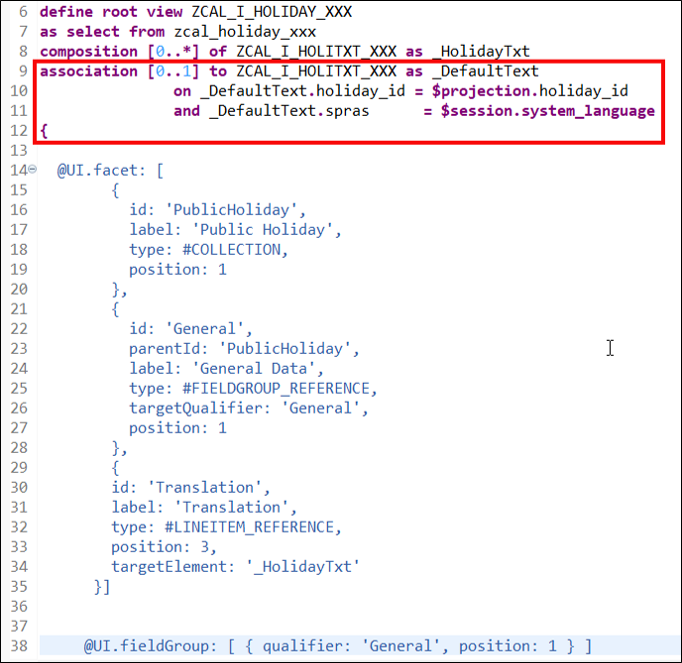 6 define root view ZCAL_I_HOLIDAY_XXX
7 as select from zcal_holiday_xxx
8 composition [0..*] of ZCAL_I_HOLITXT_XXX as _HolidayTxt
9 association [0..1] to ZCAL_I_HOLITXT_XXX as _DefaultText
10 on _DefaultText.holiday_id = $projection.holiday_id
11 and _DefaultText.spras = $session.system_language
12 {
13
14 @UI.facet: [
15 {
16 id: 'PublicHoliday',
17 label: 'Public Holiday',
18 type: #COLLECTION,
19 position: 1
20 },
21 {
22 id: 'General',
23 parentId: 'PublicHoliday',
24 label: 'General Data',
25 type: #FIELDGROUP_REFERENCE,
26 targetQualifier: 'General',
27 position: 1
28 },
29 {
30 id: 'Translation',
31 label: 'Translation',
32 type: #LINEITEM_REFERENCE,
33 position: 3,
34 targetElement: '_HolidayTxt'
35 }]
36
37
38 @UI.fieldGroup: [ { qualifier: 'General', position: 1 } ]